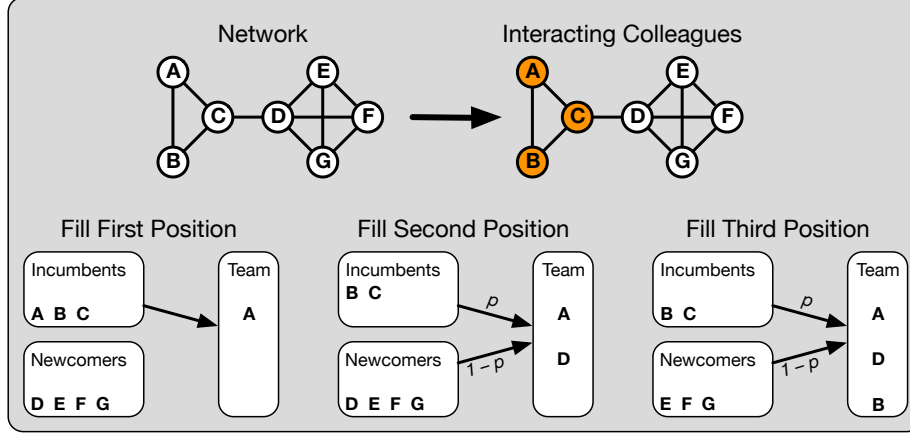 Network
Interacting Colleagues
A
E
C
D
F
B
G
A
E
C
D
F
B
G
Fill First Position
Incumbents
A B C
Newcomers
D E F G
Team
A
Fill Second Position
Incumbents
B C
Newcomers
D E F G
p
1 – p
Team
A
D
Fill Third Position
Incumbents
B C
Newcomers
E F G
p
1 – p
Team
A
D
B